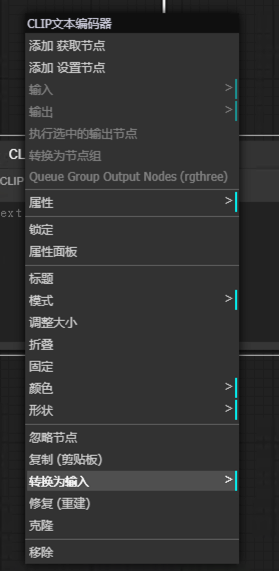 CLIP文本编码器
添加 获取节点
添加 设置节点
输入 >
输出 >
执行选中的输出节点
转换为节点组
Queue Group Output Nodes (rgthree)
属性 >
CL
CLIP
ext
锁定
属性面板
标题
模式 >
调整大小
折叠
固定
颜色 >
形状 >
忽略节点
复制 (剪贴板)
转换为输入 >
修复 (重建)
克隆
移除